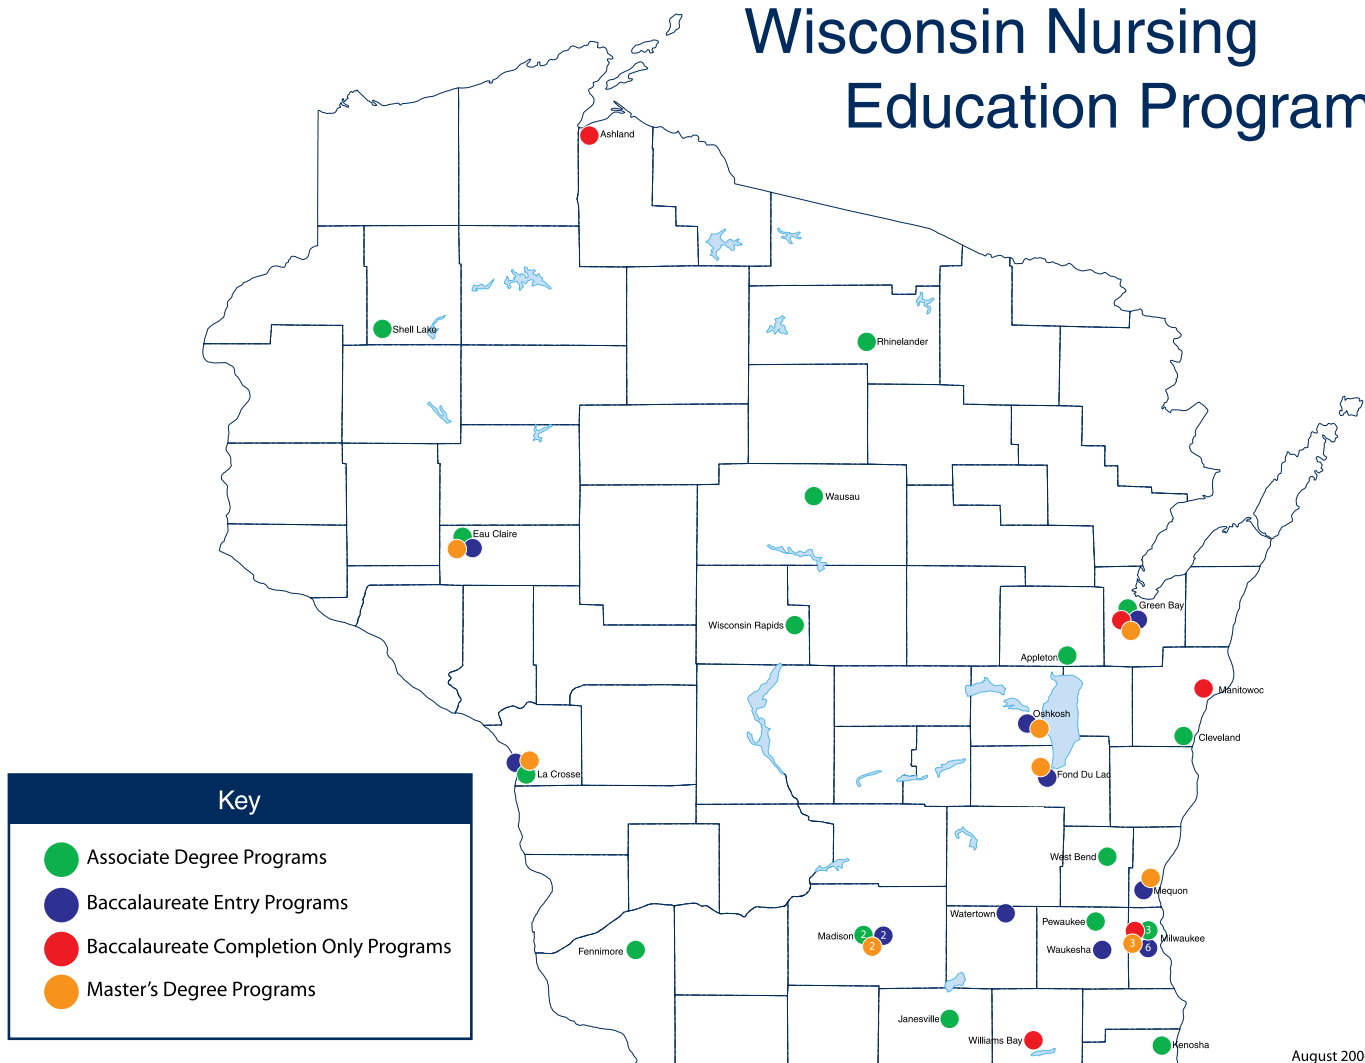 Wisconsin Nursing
Education Program
Ashland
Shell Lake
Rhinelander
Wausau
Eau Claire
Green Bay
Wisconsin Rapids
Appleton
Manitowoc
Oshkosh
Cleveland
La Crosse
Fond Du Lac
Key
Associate Degree Programs
Baccalaureate Entry Programs
Baccalaureate Completion Only Programs
Master's Degree Programs
West Bend
Mequon
Watertown
Pewaukee
Madison
2
2
2
3
Milwaukee
3
6
Waukesha
Fennimore
Janesville
Williams Bay
Kenosha
August 200